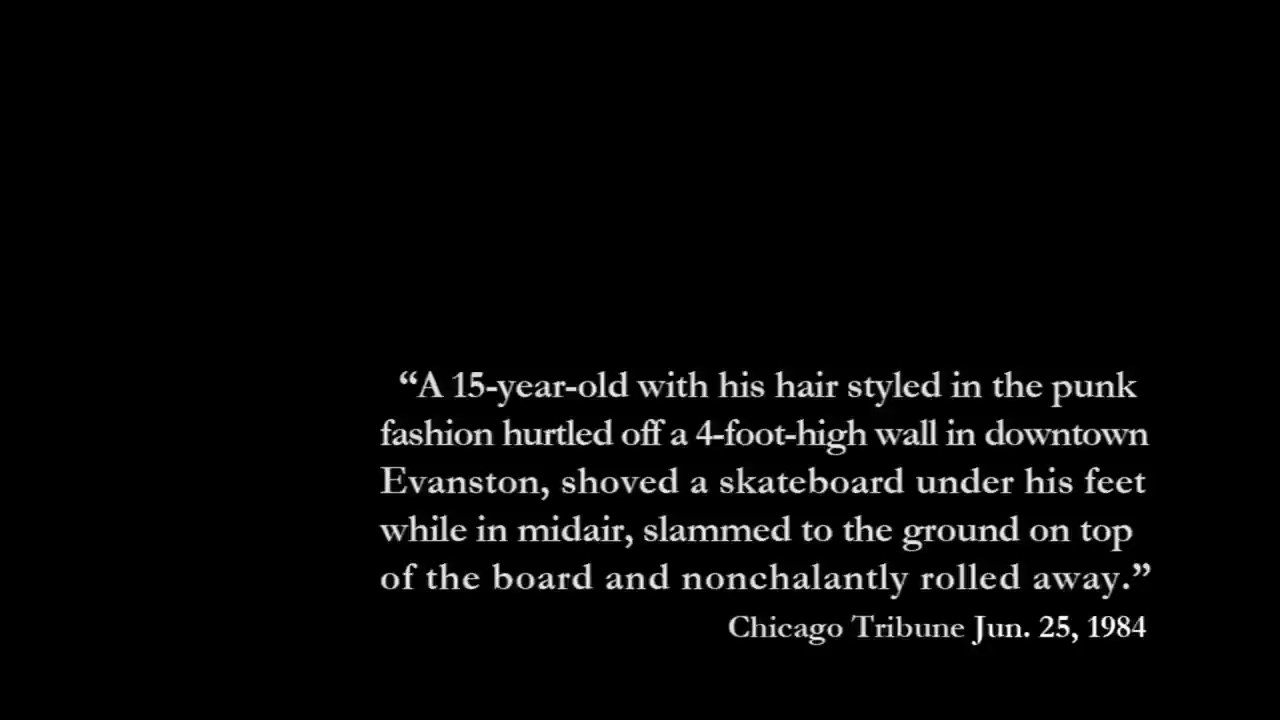 “A 15-year-old with his hair styled in the punk
fashion hurtled off a 4-foot-high wall in downtown
Evanston, shoved a skateboard under his feet
while in midair, slammed to the ground on top
of the board and nonchalantly rolled away.”
Chicago Tribune Jun. 25, 1984